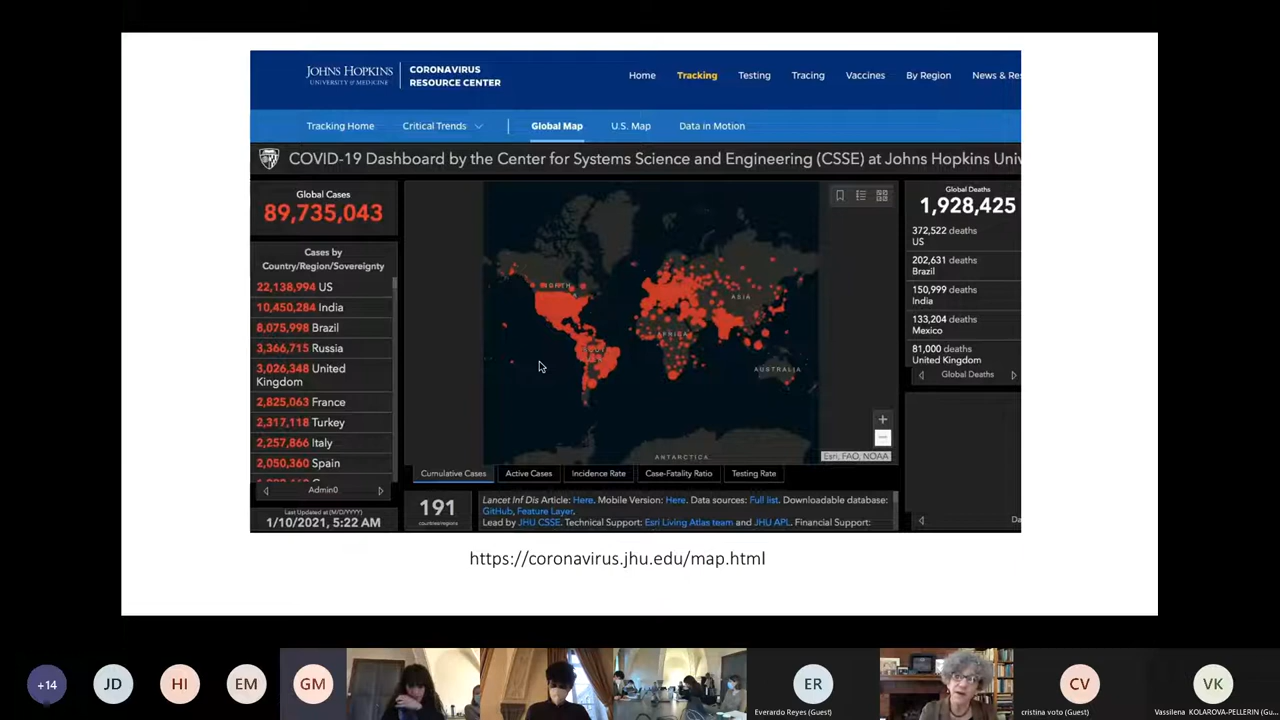 JOHNS HOPKINS
UNIVERSITY & MEDICINE
CORONAVIRUS
RESOURCE CENTER
Home
Tracking
Testing
Tracing
Vaccines
By Region
News & Res
Tracking Home
Critical Trends
Global Map
U.S. Map
Data in Motion
COVID-19 Dashboard by the Center for Systems Science and Engineering (CSSE) at Johns Hopkins Univ
Global Cases
89,735,043
Cases by
Country/Region/Sovereignty
22,138,994 US
10,450,284 India
8,075,998 Brazil
3,366,715 Russia
3,026,348 United
Kingdom
2,825,063 France
2,317,118 Turkey
2,257,866 Italy
2,050,360 Spain
Admin0
Last Updated at (M/D/YYYY)
1/10/2021, 5:22 AM
NORTH
ASIA
AFRICA
AUSTRALIA
ANTARCTICA
Esri, FAO, NOAA
Cumulative Cases
Active Cases
Incidence Rate
Case-Fatality Ratio
Testing Rate
191
countries/regions
Lancet Inf Dis Article: Here. Mobile Version: Here. Data sources: Full list. Downloadable database:
GitHub, Feature Layer.
Lead by JHU CSSE. Technical Support: Esri Living Atlas team and JHU APL. Financial Support:
Global Deaths
1,928,425
372,522 deaths
US
202,631 deaths
Brazil
150,999 deaths
India
133,204 deaths
Mexico
81,000 deaths
United Kingdom
Global Deaths
Da
https://coronavirus.jhu.edu/map.html
+14
JD
HI
EM
GM
ER
Everardo Reyes (Guest)
CV
cristina voto (Guest)
VK
Vassilena KOLAROVA-PELLERIN (Gu...